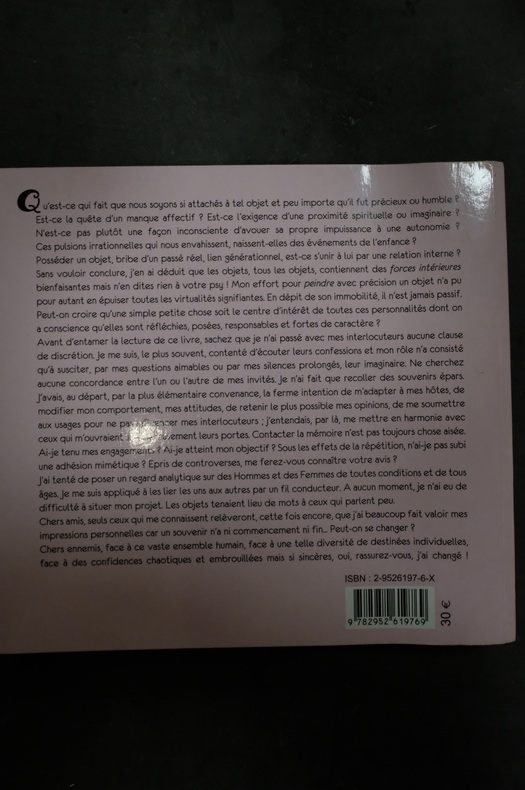 Qu'est-ce qui fait que nous soyons si attachés à tel objet et peu importe qu'il fut précieux ou humble ?
Est-ce la quête d'un manque affectif ? Est-ce l'exigence d'une proximité spirituelle ou imaginaire ?
N'est-ce pas plutôt une façon inconsciente d'avouer sa propre impuissance à une autonomie ?
Ces pulsions irrationnelles qui nous envahissent, naissent-elles des événements de l'enfance ?
Posséder un objet, bribe d'un passé réel, lien générationnel, est-ce s'unir à lui par une relation interne ?
Sans vouloir conclure, j'en ai déduit que les objets, tous les objets, contiennent des forces intérieures
bienfaisantes mais n'en dites rien à votre psy ! Mon effort pour peindre avec précision un objet n'a pu
pour autant en épuiser toutes les virtualités signifiantes. En dépit de son immobilité, il n'est jamais passif.
Peut-on croire qu'une simple petite chose soit le centre d'intérêt de toutes ces personnalités dont on
a conscience qu'elles sont réfléchies, posées, responsables et fortes de caractère ?
Avant d'entamer la lecture de ce livre, sachez que je n'ai passé avec mes interlocuteurs aucune clause
de discrétion. Je me suis, le plus souvent, contenté d'écouter leurs confessions et mon rôle n'a consisté
qu'à susciter, par mes questions aimables ou par mes silences prolongés, leur imaginaire. Ne cherchez
aucune concordance entre l'un ou l'autre de mes invités. Je n'ai fait que recoller des souvenirs épars.
J'avais, au départ, par la plus élémentaire convenance, la ferme intention de m'adapter à mes hôtes, de
modifier mon comportement, mes attitudes, de retenir le plus possible mes opinions, de me soumettre
aux usages pour ne pas influencer mes interlocuteurs ; j'entendais, par là, me mettre en harmonie avec
ceux qui m'ouvraient leurs portes. Contacter la mémoire n'est pas toujours chose aisée.
Ai-je tenu mes engagements ? Ai-je atteint mon objectif ? Sous les effets de la répétition, n'ai-je pas subi
une adhésion mimétique ? Epris de controverses, me ferez-vous connaître votre avis ?
J'ai tenté de poser un regard analytique sur des Hommes et des Femmes de toutes conditions et de tous
âges. Je me suis appliqué à les lier les uns aux autres par un fil conducteur. A aucun moment, je n'ai eu de
difficulté à situer mon projet. Les objets tenaient lieu de mots à ceux qui parlent peu.
Chers amis, seuls ceux qui me connaissent relèveront, cette fois encore, que j'ai beaucoup fait valoir mes
impressions personnelles car un souvenir n'a ni commencement ni fin... Peut-on se changer ?
Chers ennemis, face à ce vaste ensemble humain, face à une telle diversité de destinées individuelles,
face à des confidences chaotiques et embrouillées mais si sincères, oui, rassurez-vous, j'ai changé !
ISBN : 2-9526197-6-X
9 782952 619769
30 €